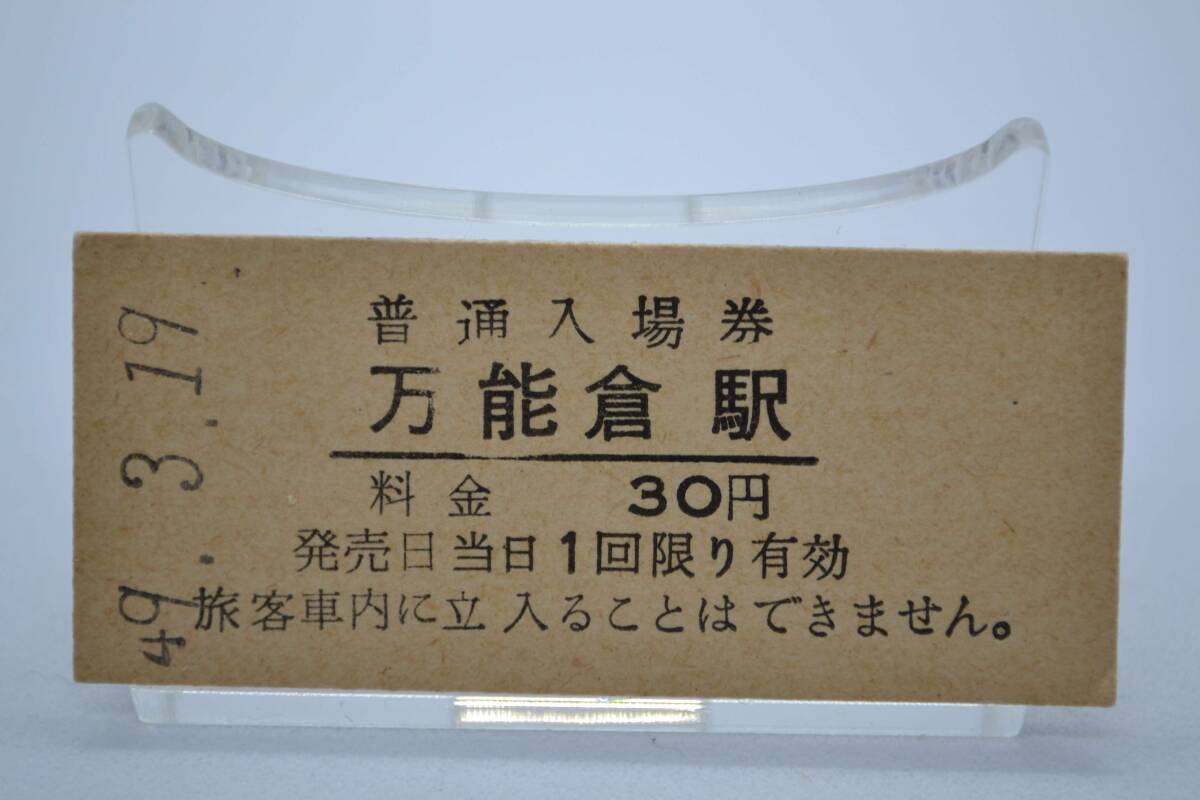 普通入場券
万能倉駅
料金 30円
発売日当日1回限り有効
旅客車内に立入ることはできません。
49.3.19